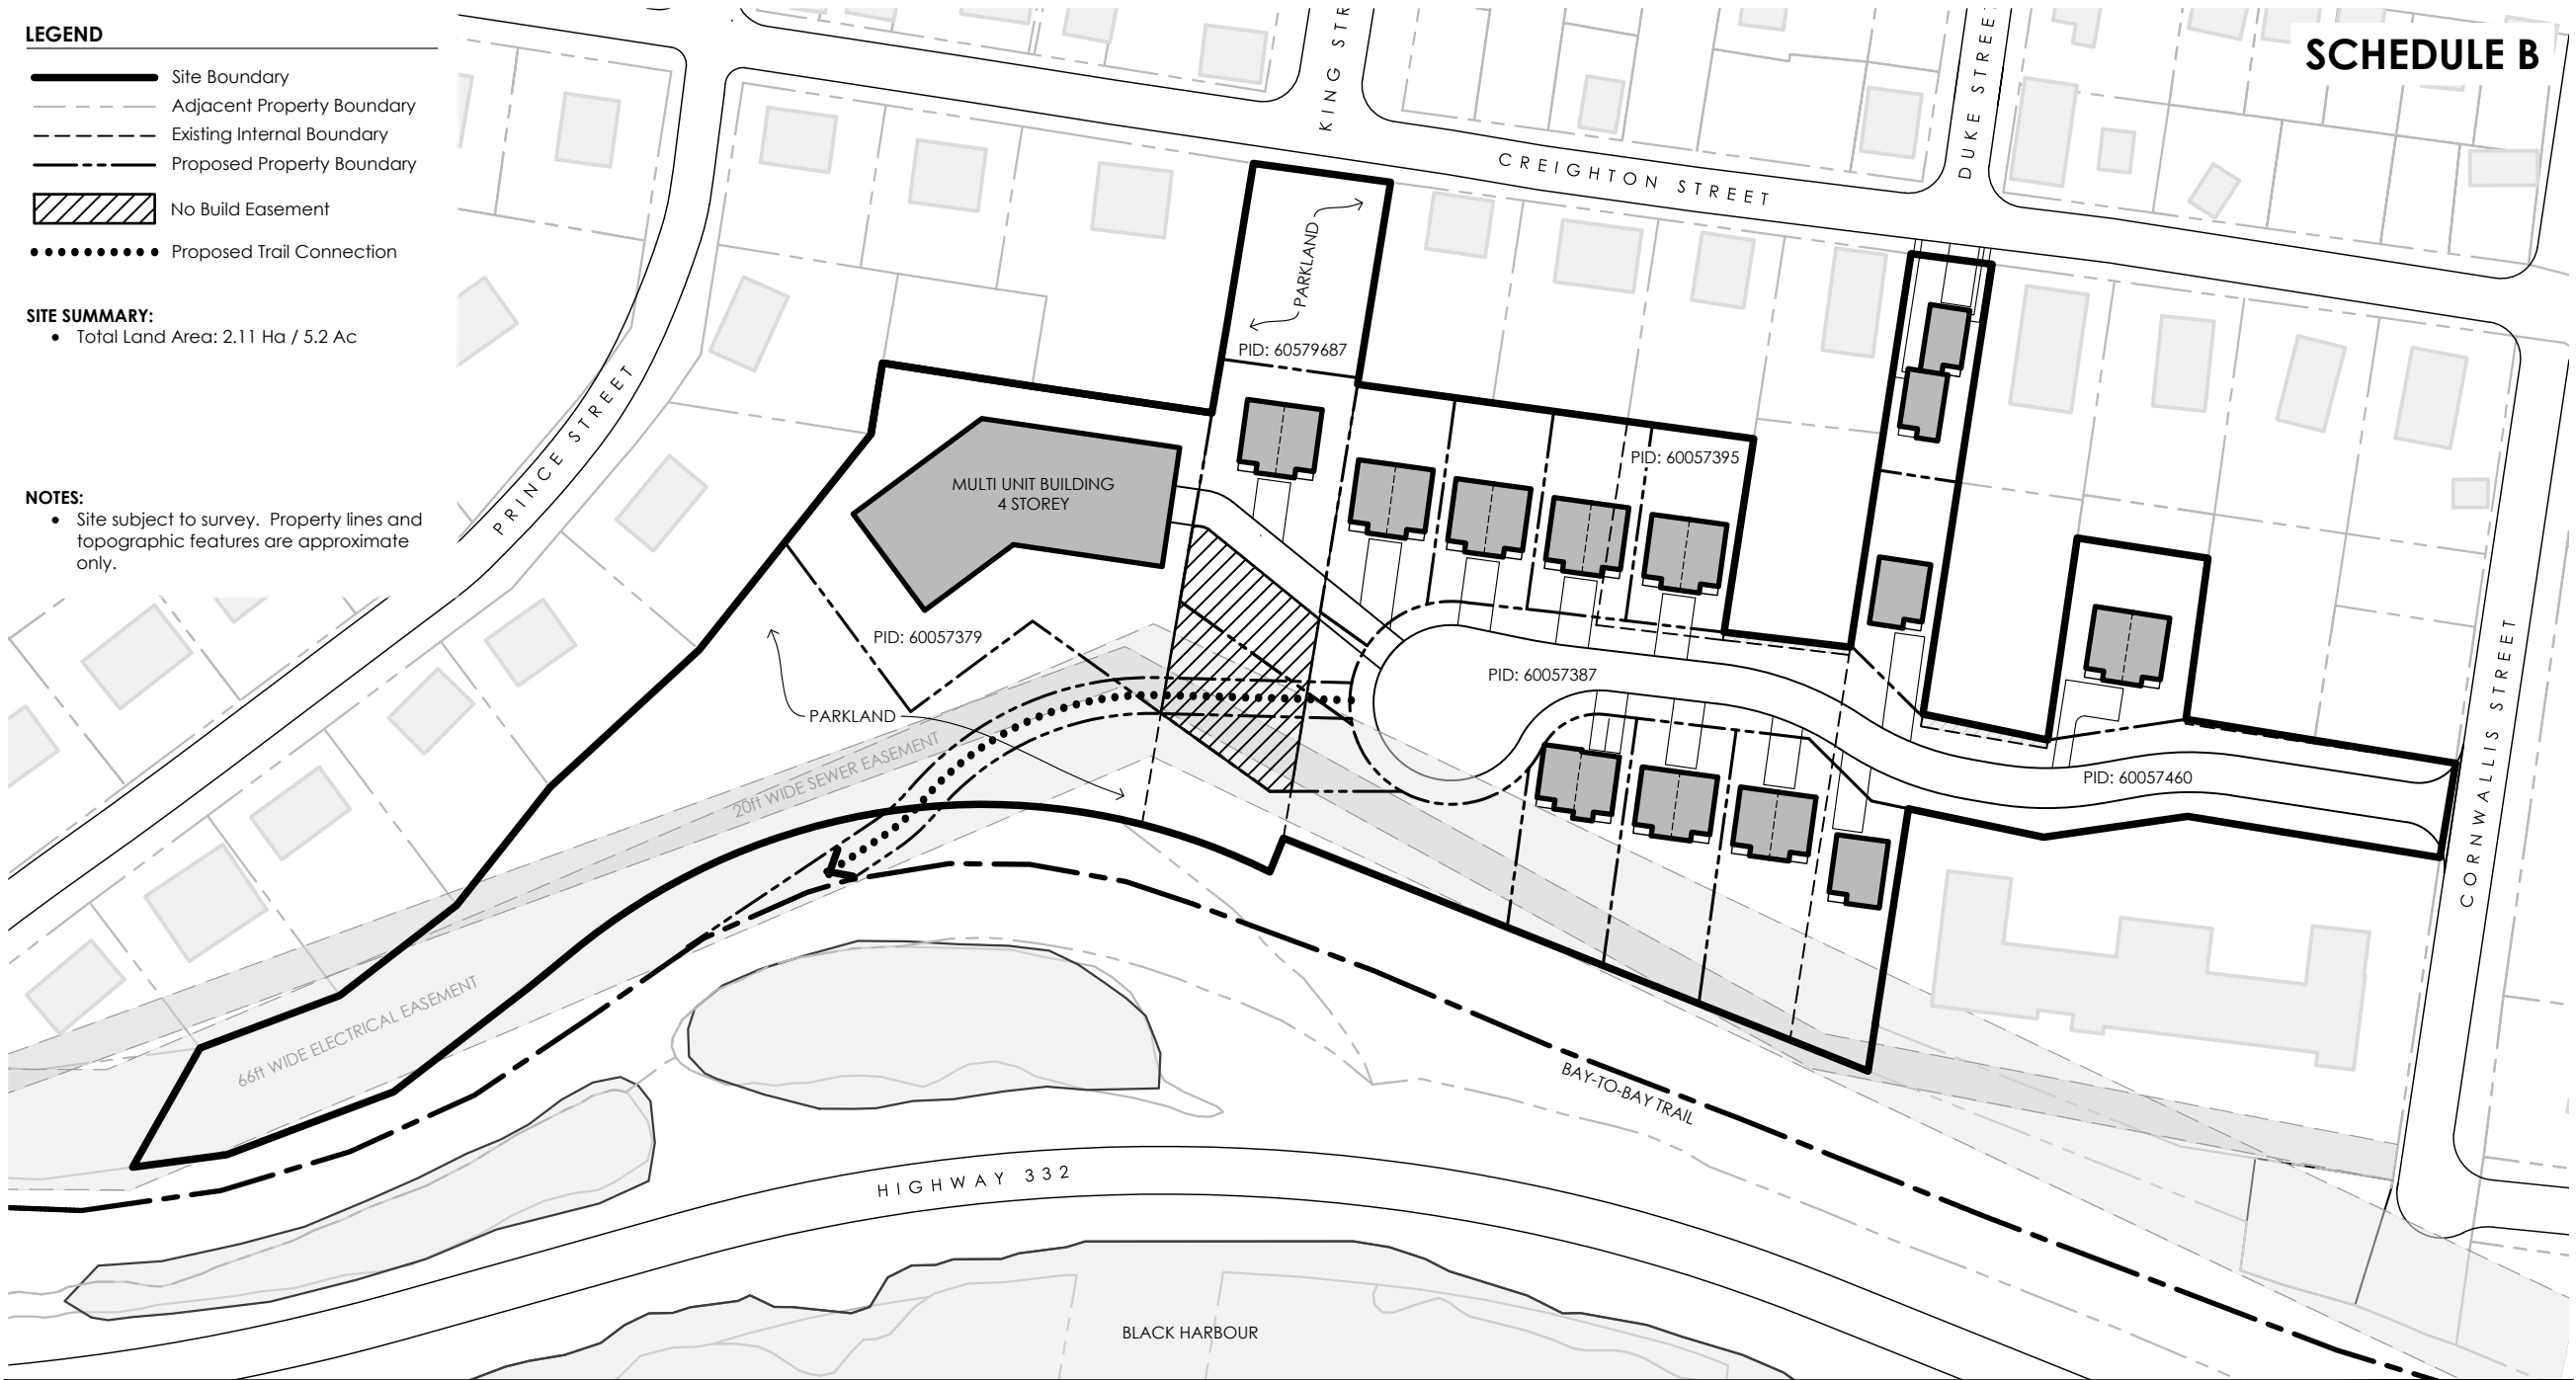 LEGEND
Site Boundary
Adjacent Property Boundary
Existing Internal Boundary
Proposed Property Boundary
No Build Easement
Proposed Trail Connection
SITE SUMMARY:
• Total Land Area: 2.11 Ha / 5.2 Ac
NOTES:
• Site subject to survey. Property lines and
topographic features are approximate
only.
SCHEDULE B
KING STR
DUKE STREET
CREIGHTON STREET
PRINCE STREET
PARKLAND
PID: 60579687
PID: 60057395
MULTI UNIT BUILDING
4 STOREY
PID: 60057379
PID: 60057387
PARKLAND
20ft WIDE SEWER EASEMENT
PID: 60057460
CORNWALLIS STREET
66ft WIDE ELECTRICAL EASEMENT
BAY-TO-BAY TRAIL
HIGHWAY 332
BLACK HARBOUR